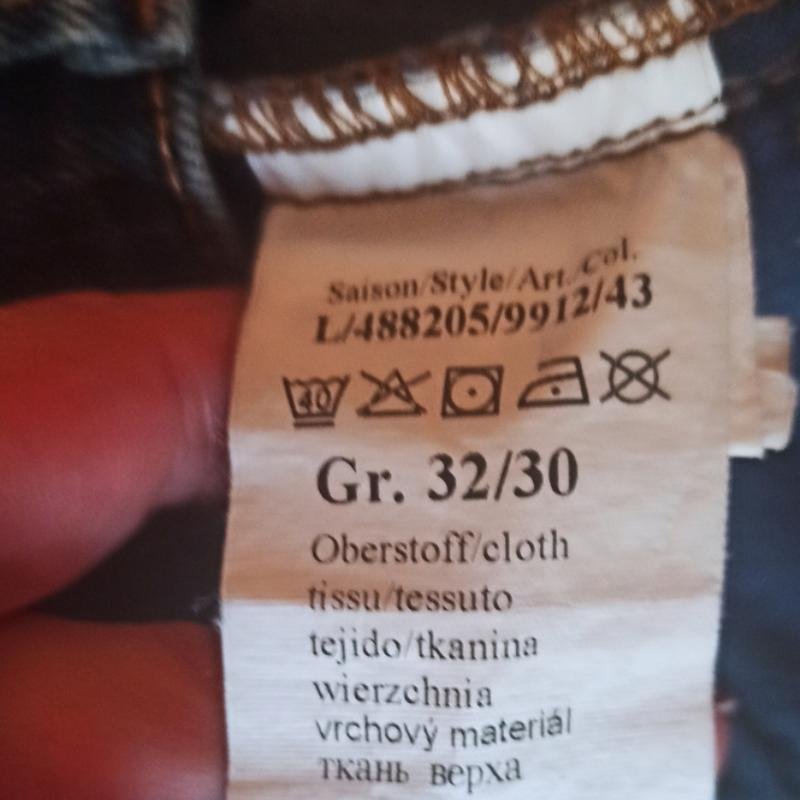 Saison/Style/Art./Col.
L/488205/9912/43
40
Gr. 32/30
Oberstoff/cloth
tissu/tessuto
tejido/tkanina
wierzchnia
vrchový materiál
ткань верха